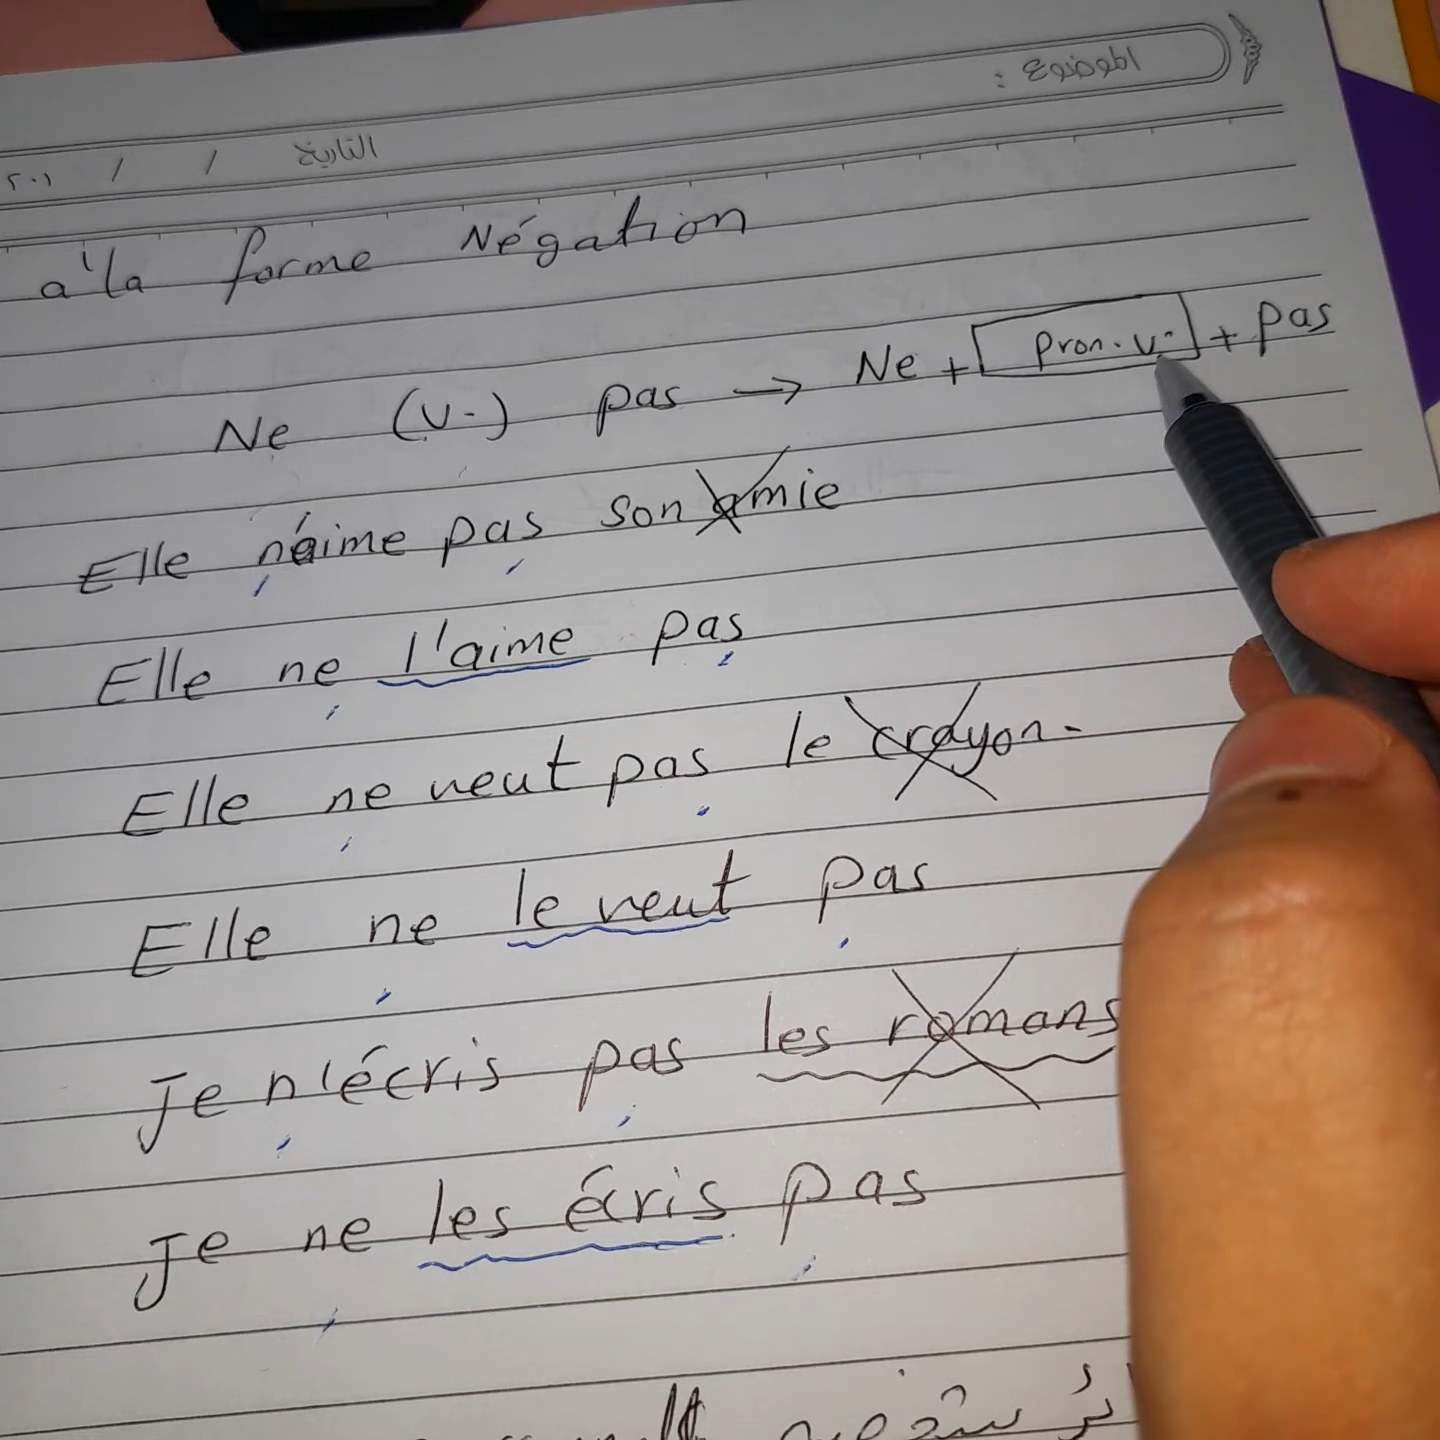 الموضوع :
التاريخ / / ٢٠١
à la forme Négation
Ne (V.) pas → Ne + Pron. V. + pas
Elle n'aime pas son amie
Elle ne l'aime pas
Elle ne veut pas le crayon.
Elle ne le veut pas
Je n'écris pas les romans
Je ne les écris pas